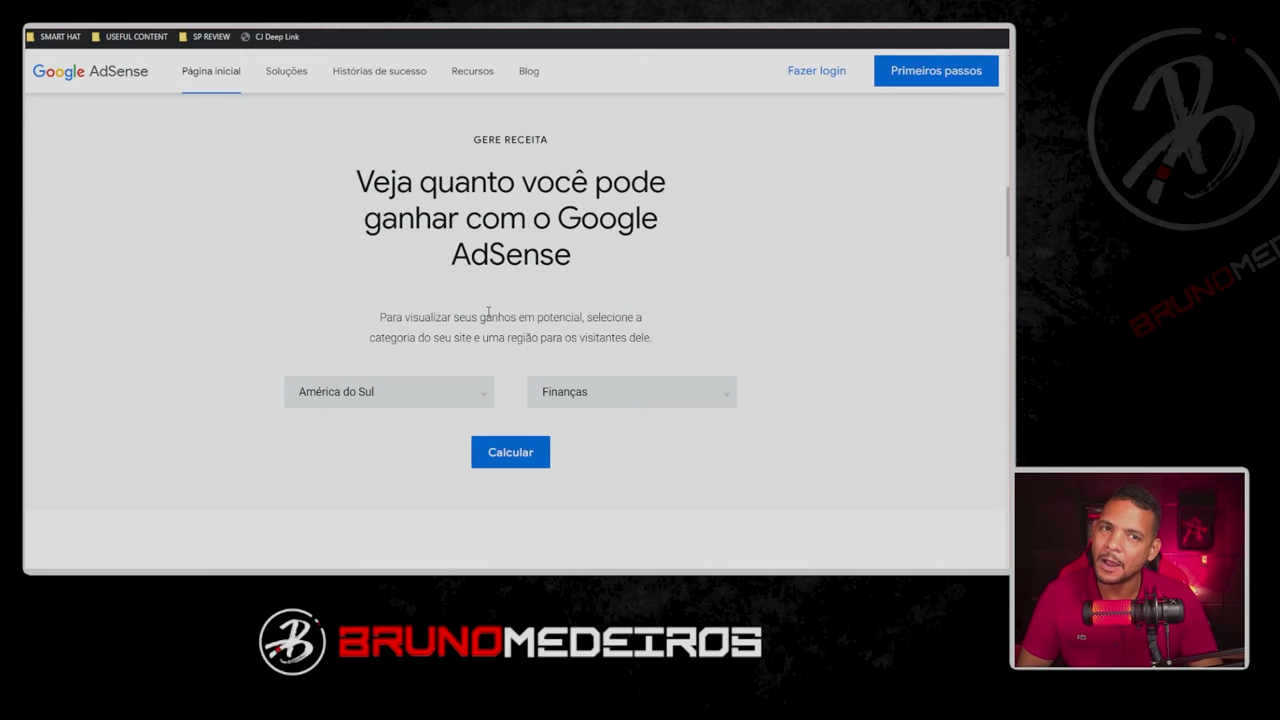 SMART HAT USEFUL CONTENT SP REVIEW CJ Deep Link
Google AdSense Página inicial Soluções Histórias de sucesso Recursos Blog Fazer login Primeiros passos
GERE RECEITA
Veja quanto você pode
ganhar com o Google
AdSense
Para visualizar seus ganhos em potencial, selecione a
categoria do seu site e uma região para os visitantes dele.
América do Sul Finanças
Calcular
B BRUNOMEDEIROS
B
BRUNOMED